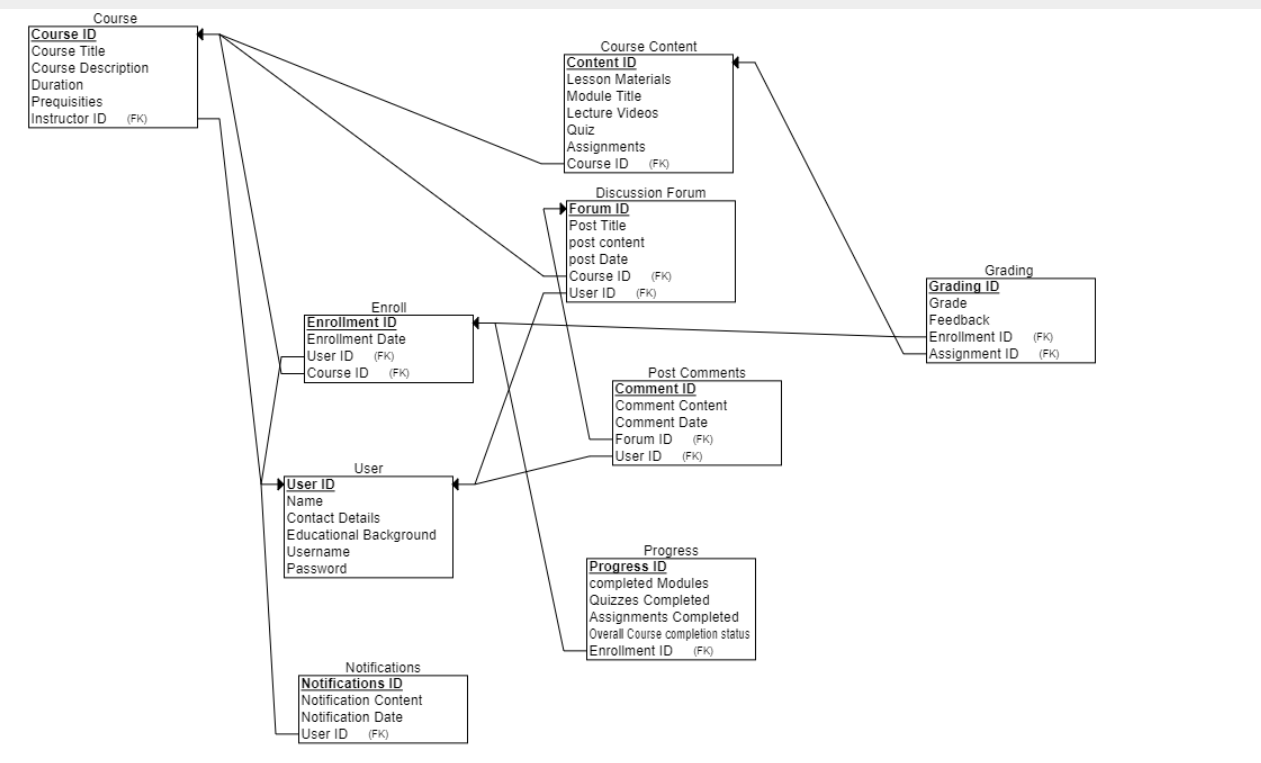 Course
Course ID
Course Title
Course Description
Duration
Prequisities
Instructor ID (FK)
Course Content
Content ID
Lesson Materials
Module Title
Lecture Videos
Quiz
Assignments
Course ID (FK)
Discussion Forum
Forum ID
Post Title
post content
post Date
Course ID (FK)
User ID (FK)
Grading
Grading ID
Grade
Feedback
Enrollment ID (FK)
Assignment ID (FK)
Enroll
Enrollment ID
Enrollment Date
User ID (FK)
Course ID (FK)
Post Comments
Comment ID
Comment Content
Comment Date
Forum ID (FK)
User ID (FK)
User
User ID
Name
Contact Details
Educational Background
Username
Password
Progress
Progress ID
completed Modules
Quizzes Completed
Assignments Completed
Overall Course completion status
Enrollment ID (FK)
Notifications
Notifications ID
Notification Content
Notification Date
User ID (FK)